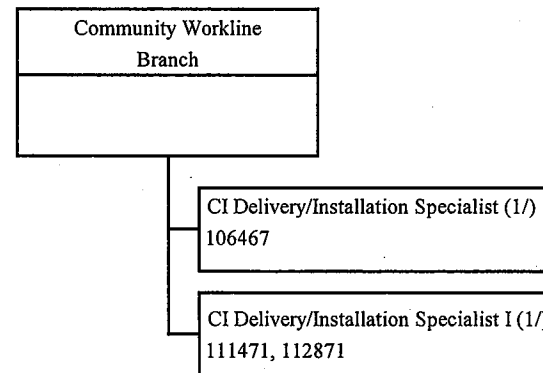 Community Workline
Branch
CI Delivery/Installation Specialist (1/)
106467
CI Delivery/Installation Specialist I (1/)
111471, 112871